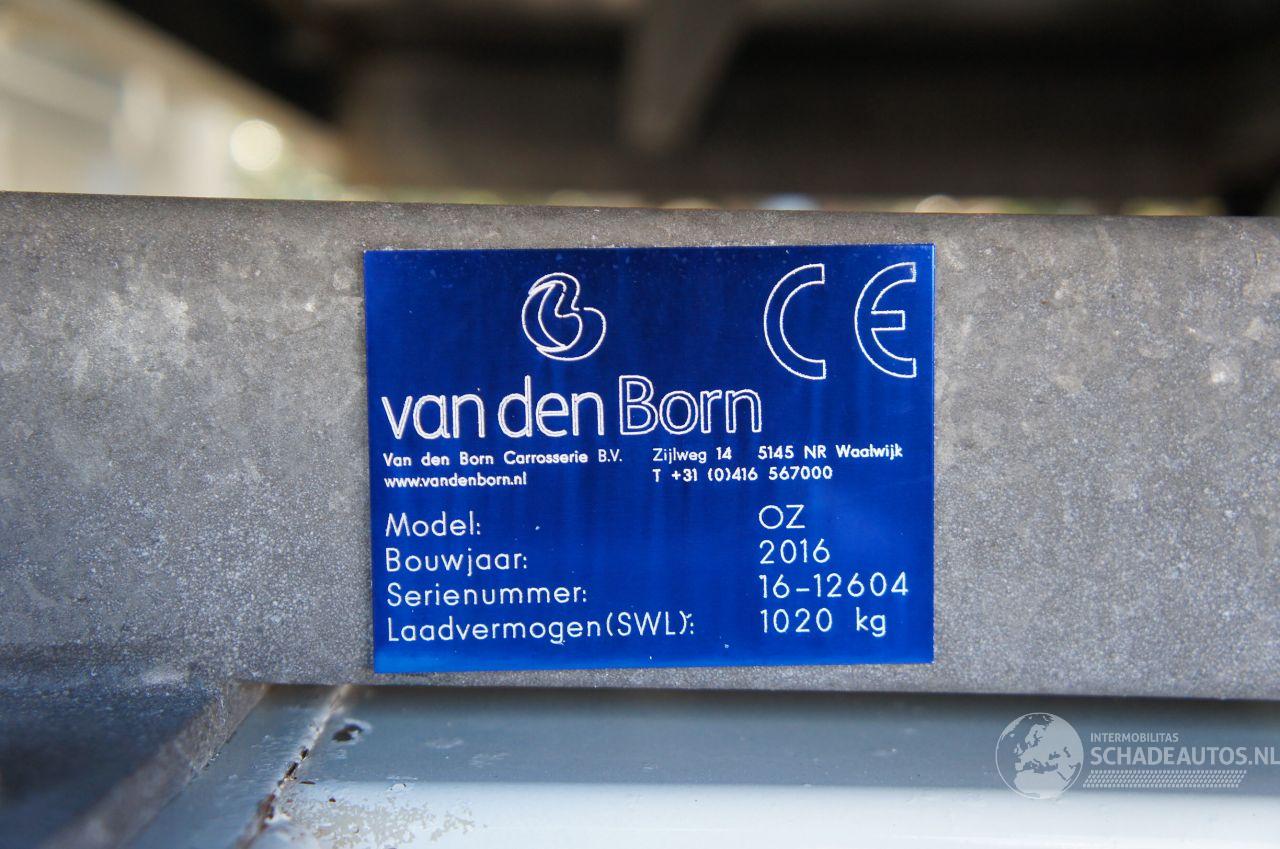 CE
van den Born
Van den Born Carrosserie B.V. Zijlweg 14 5145 NR Waalwijk
www.vandenborn.nl T +31 (0)416 567000
Model: OZ
Bouwjaar: 2016
Serienummer: 16-12604
Laadvermogen(SWL): 1020 kg
INTERMOBILITAS
SCHADEAUTOS.NL